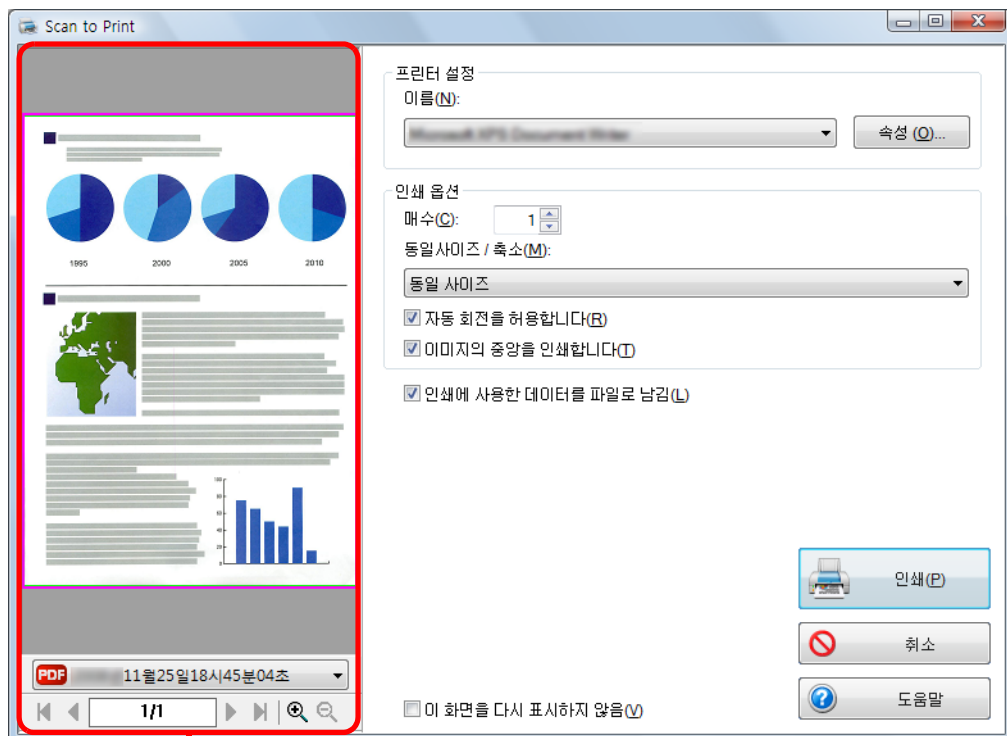 Scan to Print
프린터 설정
이름(N):
속성 (O)...
인쇄 옵션
매수(C):
1
동일사이즈 / 축소(M):
동일 사이즈
자동 회전을 허용합니다(R)
이미지의 중앙을 인쇄합니다(T)
인쇄에 사용한 데이터를 파일로 남김(L)
1995 2000 2005 2010
100
80
60
40
20
PDF 11월25일18시45분04초
1/1
인쇄(P)
취소
도움말
이 화면을 다시 표시하지 않음(V)